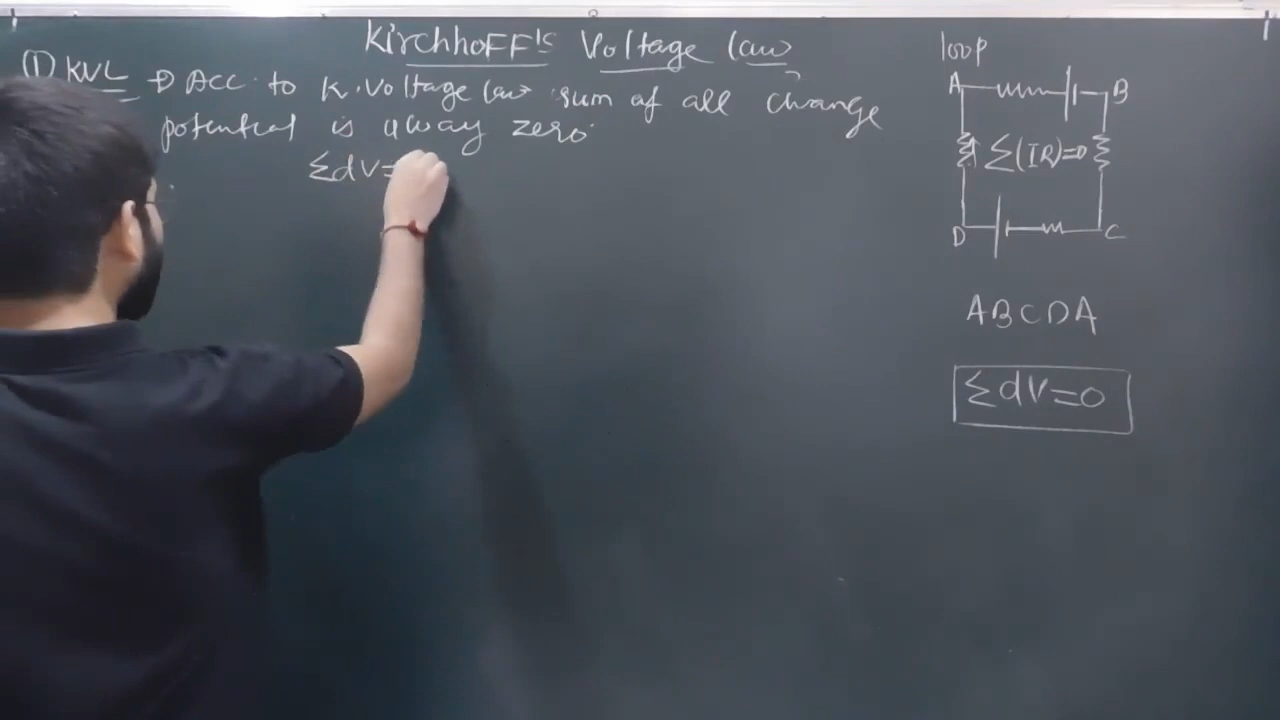 Kirchhoff's Voltage law
(1) KVL → Acc. to K. Voltage law sum of all change
potential is away zero
∑dV=
loop
A B
∑(IR)=0
D C
ABCDA
∑dV=0